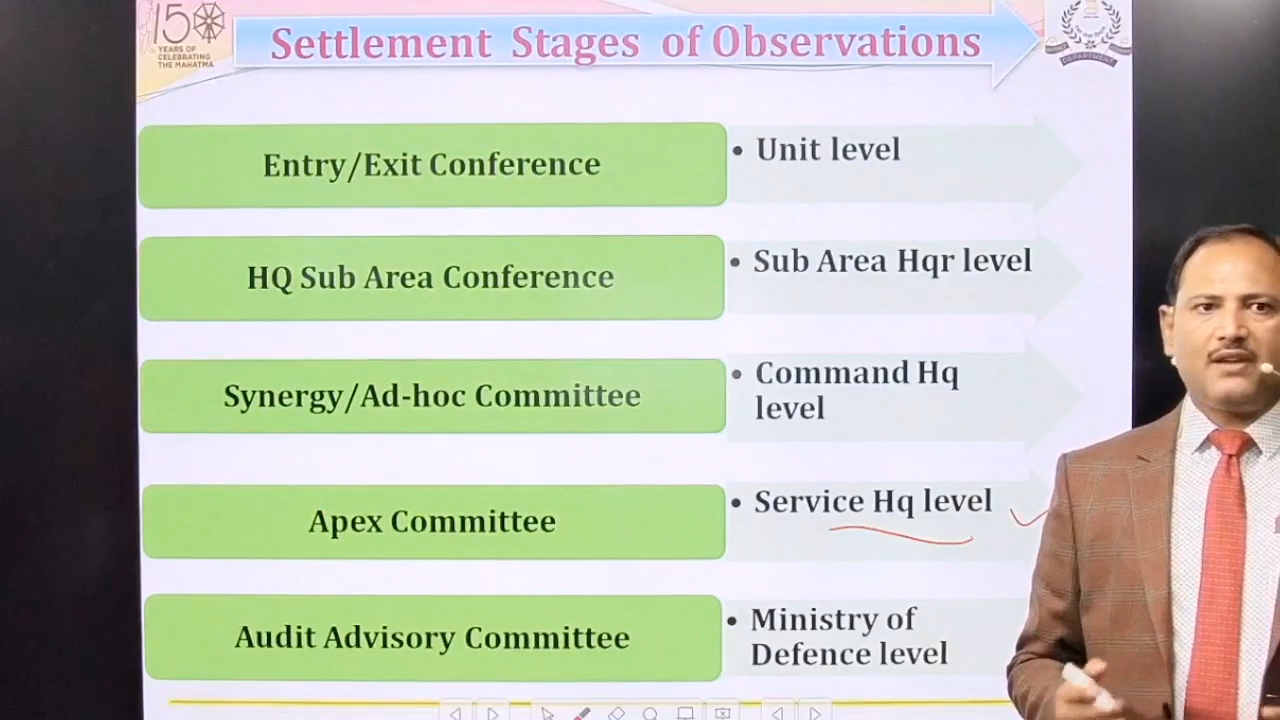 150
YEARS OF
CELEBRATING
THE MAHATMA
Settlement Stages of Observations
DEPARTMENT
Entry/Exit Conference
• Unit level
HQ Sub Area Conference
• Sub Area Hqr level
Synergy/Ad-hoc Committee
• Command Hq
level
Apex Committee
• Service Hq level
Audit Advisory Committee
• Ministry of
Defence level